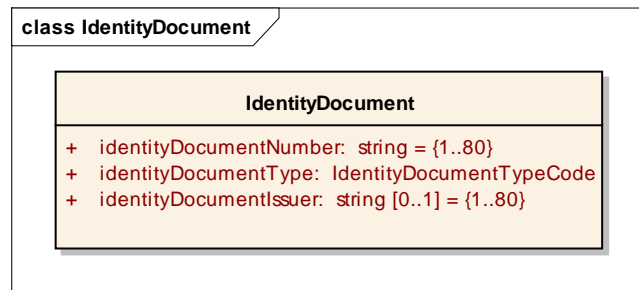 class IdentityDocument
IdentityDocument
+ identityDocumentNumber: string = {1..80}
+ identityDocumentType: IdentityDocumentTypeCode
+ identityDocumentIssuer: string [0..1] = {1..80}